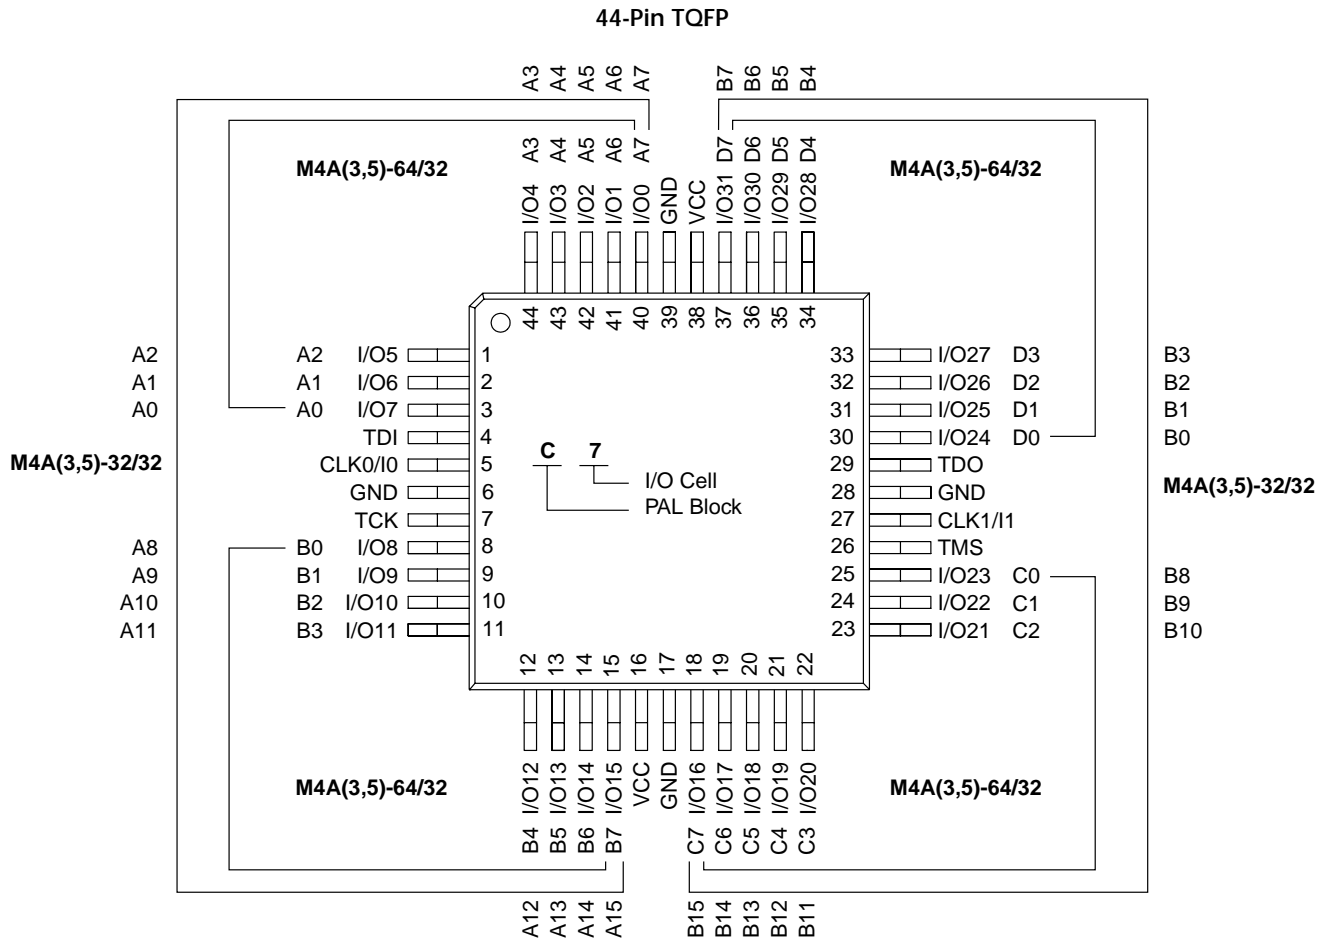 44-Pin TQFP
A3 A4 A5 A6 A7 B7 B6 B5 B4
M4A(3,5)-64/32 A3 A4 A5 A6 A7 D7 D6 D5 D4 M4A(3,5)-64/32
I/O4 I/O3 I/O2 I/O1 I/O0 GND VCC I/O31 I/O30 I/O29 I/O28
44 43 42 41 40 39 38 37 36 35 34
A2 A2 I/O5 1 33 I/O27 D3 B3
A1 A1 I/O6 2 32 I/O26 D2 B2
A0 A0 I/O7 3 31 I/O25 D1 B1
TDI 4 30 I/O24 D0 B0
M4A(3,5)-32/32 CLK0/I0 5 C 7 29 TDO
GND 6 I/O Cell 28 GND M4A(3,5)-32/32
TCK 7 PAL Block 27 CLK1/I1
A8 B0 I/O8 8 26 TMS
A9 B1 I/O9 9 25 I/O23 C0 B8
A10 B2 I/O10 10 24 I/O22 C1 B9
A11 B3 I/O11 11 23 I/O21 C2 B10
12 13 14 15 16 17 18 19 20 21 22
M4A(3,5)-64/32 I/O12 I/O13 I/O14 I/O15 VCC GND I/O16 I/O17 I/O18 I/O19 I/O20 M4A(3,5)-64/32
B4 B5 B6 B7 C7 C6 C5 C4 C3
A12 A13 A14 A15 B15 B14 B13 B12 B11